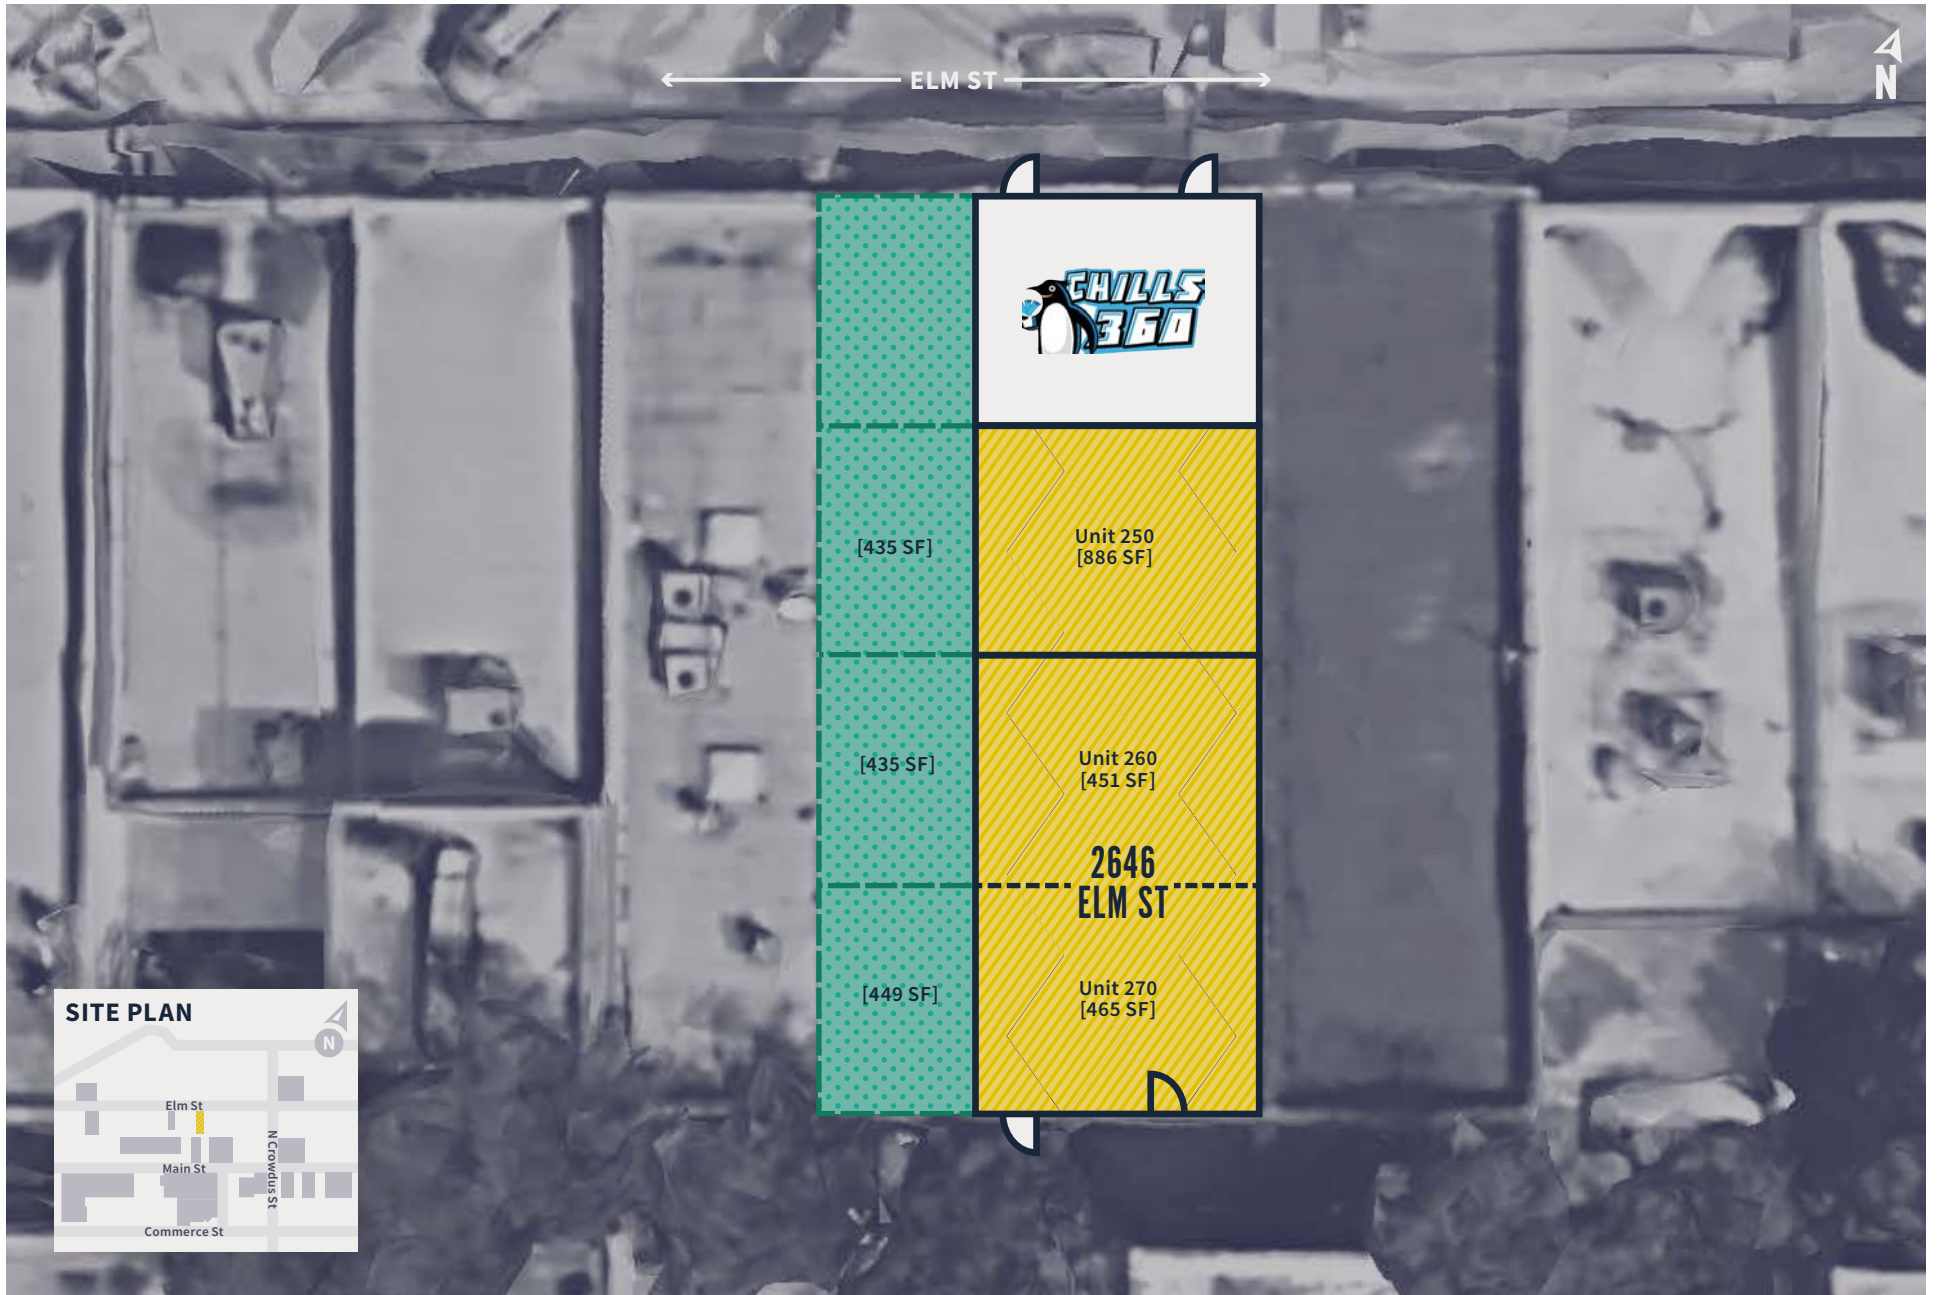 ELM ST
N
CHILLS
360
[435 SF]
Unit 250
[886 SF]
[435 SF]
Unit 260
[451 SF]
2646
ELM ST
[449 SF]
Unit 270
[465 SF]
SITE PLAN
N
Elm St
N Crowdus St
Main St
Commerce St